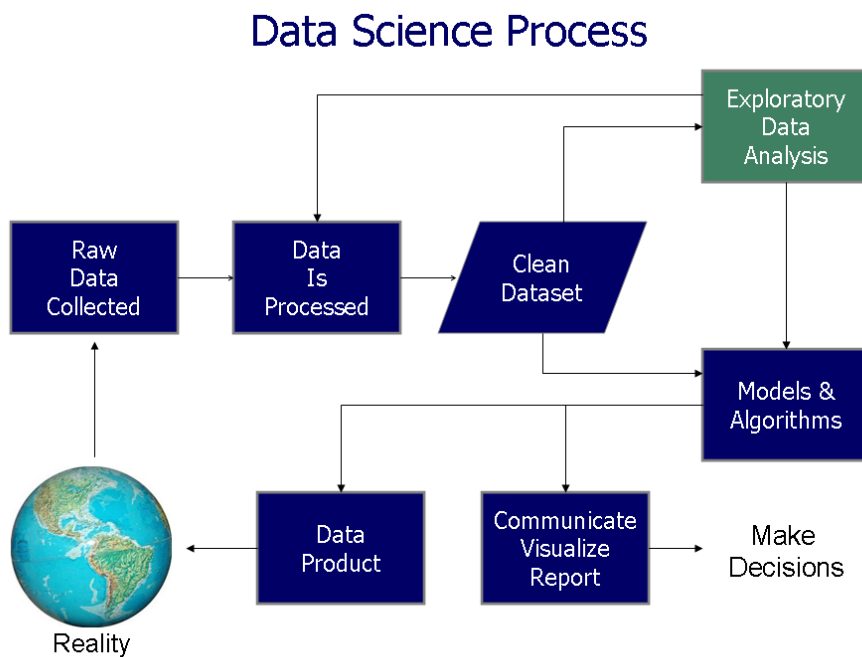 Data Science Process
Exploratory
Data
Analysis
Raw
Data
Collected
Data
Is
Processed
Clean
Dataset
Models &
Algorithms
Data
Product
Communicate
Visualize
Report
Make
Decisions
Reality